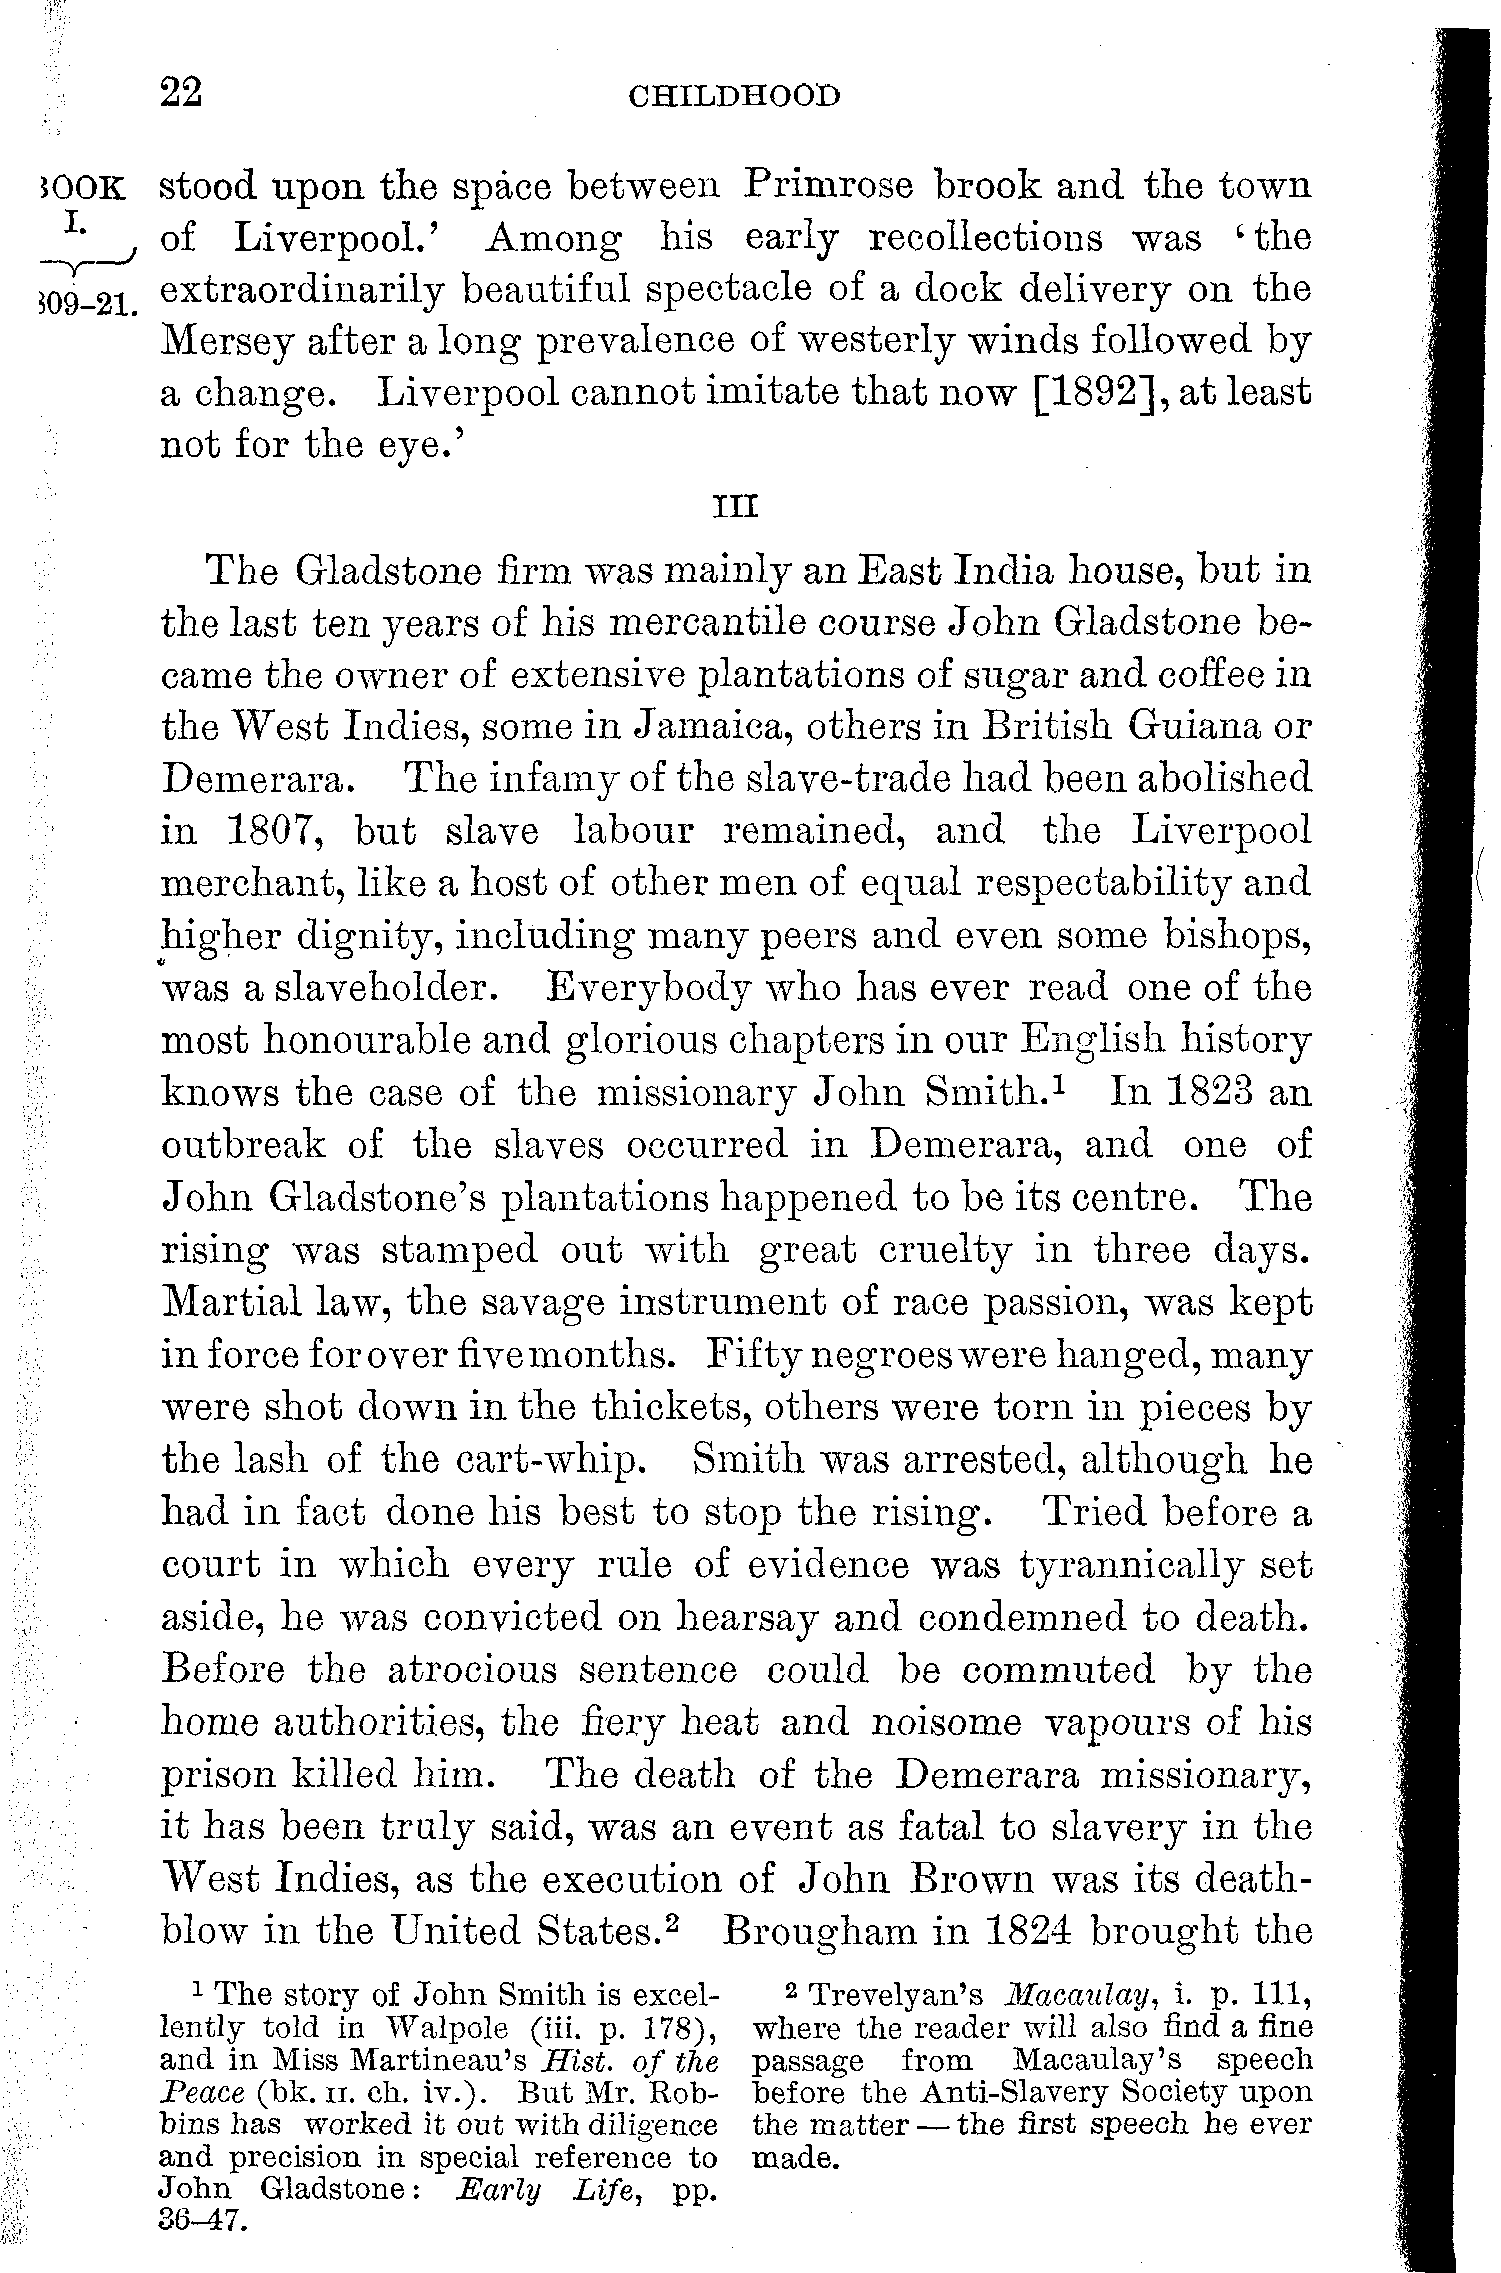 22 CHILDHOOD
BOOK
I.
1809–21.
stood upon the space between Primrose brook and the town
of Liverpool.’ Among his early recollections was ‘the
extraordinarily beautiful spectacle of a dock delivery on the
Mersey after a long prevalence of westerly winds followed by
a change. Liverpool cannot imitate that now [1892], at least
not for the eye.’
III
The Gladstone firm was mainly an East India house, but in
the last ten years of his mercantile course John Gladstone be-
came the owner of extensive plantations of sugar and coffee in
the West Indies, some in Jamaica, others in British Guiana or
Demerara. The infamy of the slave-trade had been abolished
in 1807, but slave labour remained, and the Liverpool
merchant, like a host of other men of equal respectability and
higher dignity, including many peers and even some bishops,
was a slaveholder. Everybody who has ever read one of the
most honourable and glorious chapters in our English history
knows the case of the missionary John Smith.¹ In 1823 an
outbreak of the slaves occurred in Demerara, and one of
John Gladstone’s plantations happened to be its centre. The
rising was stamped out with great cruelty in three days.
Martial law, the savage instrument of race passion, was kept
in force for over five months. Fifty negroes were hanged, many
were shot down in the thickets, others were torn in pieces by
the lash of the cart-whip. Smith was arrested, although he
had in fact done his best to stop the rising. Tried before a
court in which every rule of evidence was tyrannically set
aside, he was convicted on hearsay and condemned to death.
Before the atrocious sentence could be commuted by the
home authorities, the fiery heat and noisome vapours of his
prison killed him. The death of the Demerara missionary,
it has been truly said, was an event as fatal to slavery in the
West Indies, as the execution of John Brown was its death-
blow in the United States.² Brougham in 1824 brought the
¹ The story of John Smith is excel-
lently told in Walpole (iii. p. 178),
and in Miss Martineau’s Hist. of the
Peace (bk. II. ch. iv.). But Mr. Rob-
bins has worked it out with diligence
and precision in special reference to
John Gladstone: Early Life, pp.
36–47.
² Trevelyan’s Macaulay, i. p. 111,
where the reader will also find a fine
passage from Macaulay’s speech
before the Anti-Slavery Society upon
the matter — the first speech he ever
made.